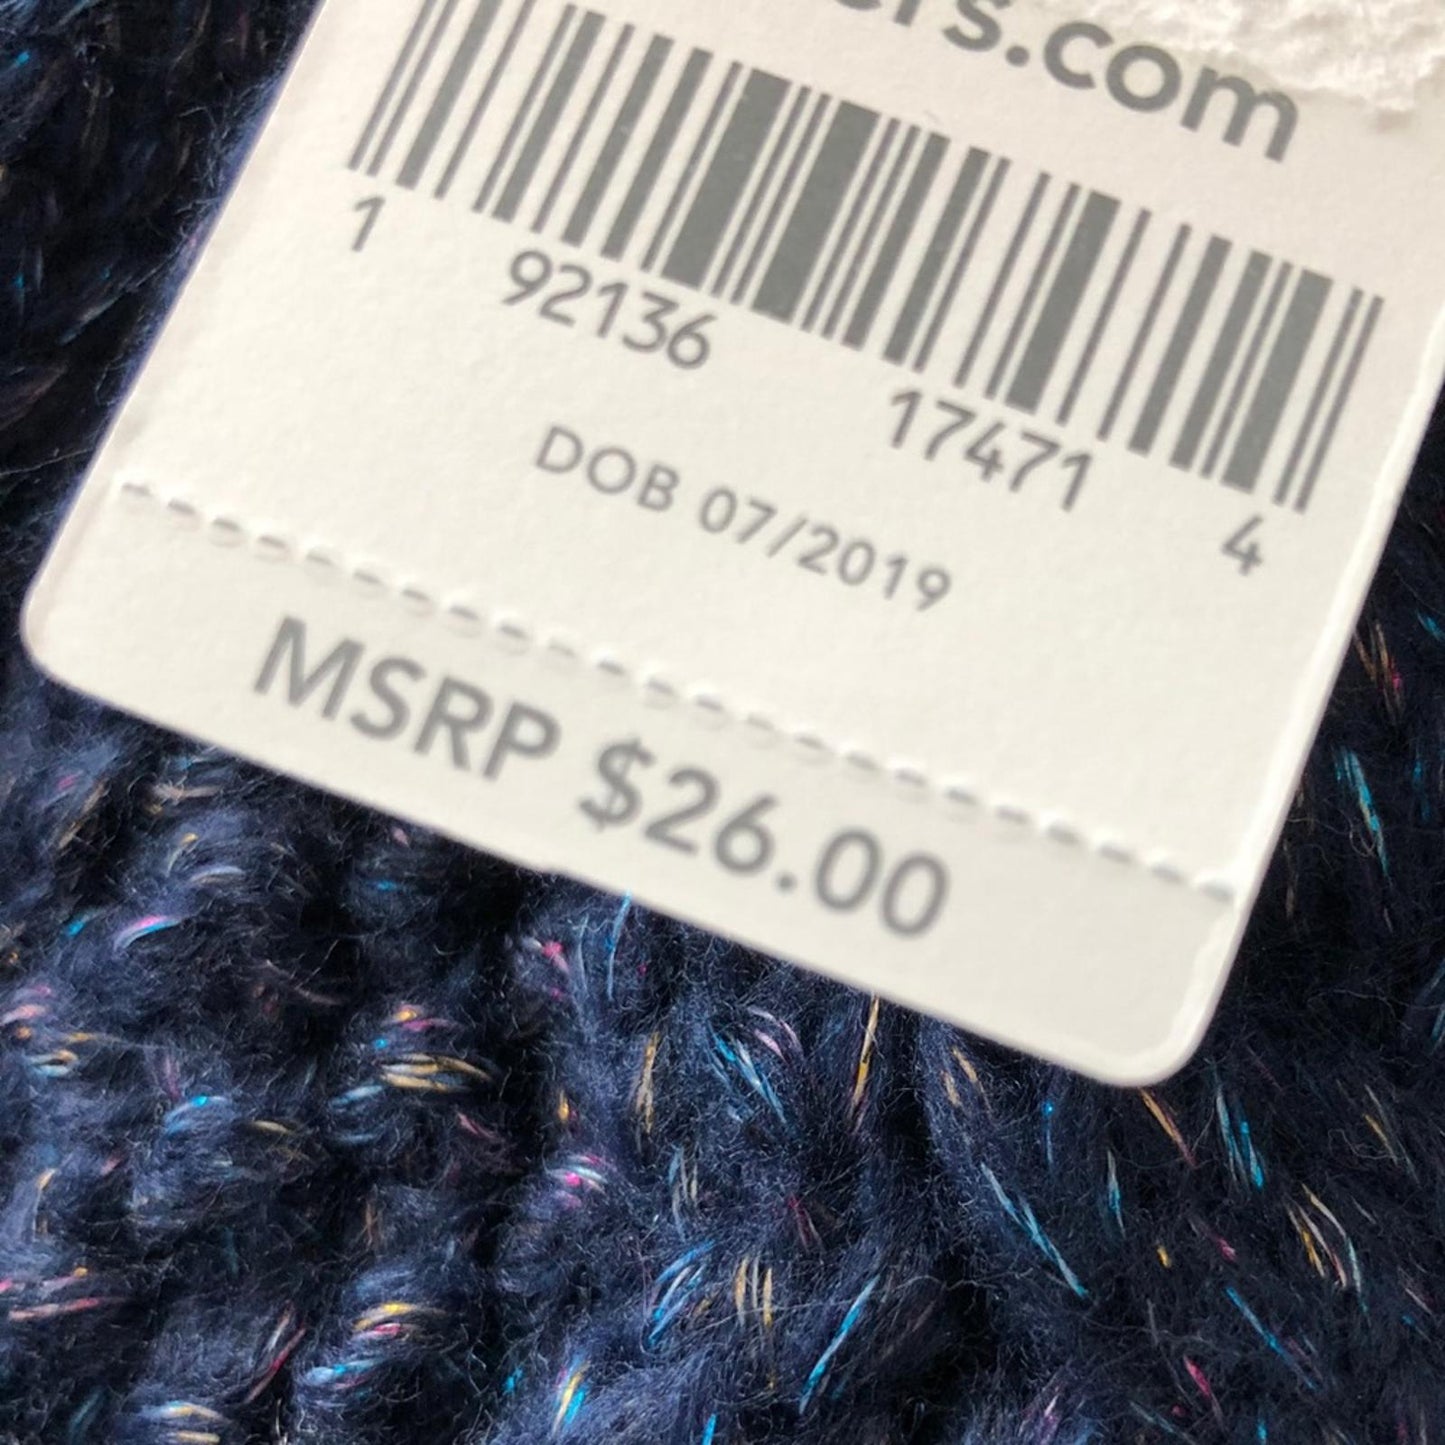 ers.com
1 92136 17471 4
DOB 07/2019
MSRP $26.00